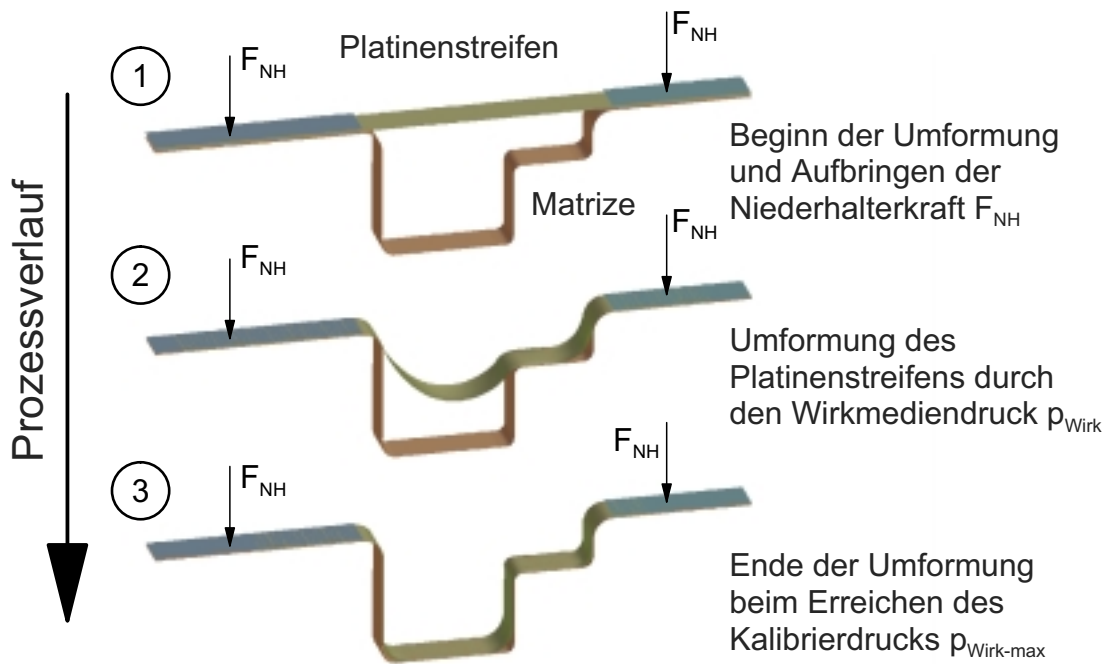 Prozessverlauf
1
F_NH
Platinenstreifen
F_NH
Beginn der Umformung
und Aufbringen der
Niederhalterkraft F_NH
Matrize
2
F_NH
F_NH
Umformung des
Platinenstreifens durch
den Wirkmediendruck p_Wirk
3
F_NH
F_NH
Ende der Umformung
beim Erreichen des
Kalibrierdrucks p_Wirk-max